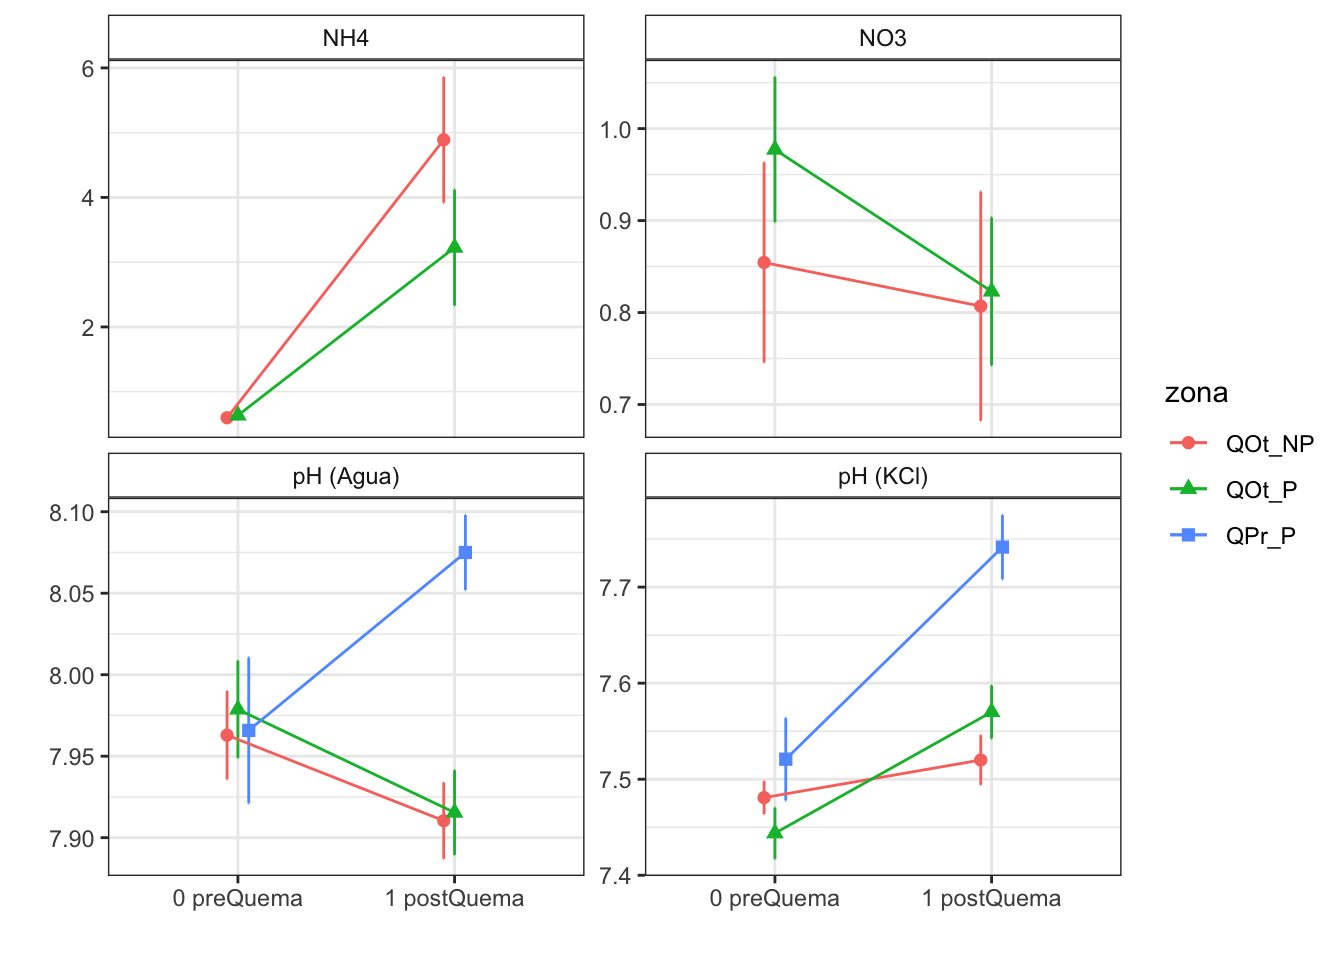 NH4
NO3
6
4
2
1.0
0.9
0.8
0.7
pH (Agua)
pH (KCl)
8.10
8.05
8.00
7.95
7.90
7.7
7.6
7.5
7.4
0 preQuema
1 postQuema
0 preQuema
1 postQuema
zona
QOt_NP
QOt_P
QPr_P